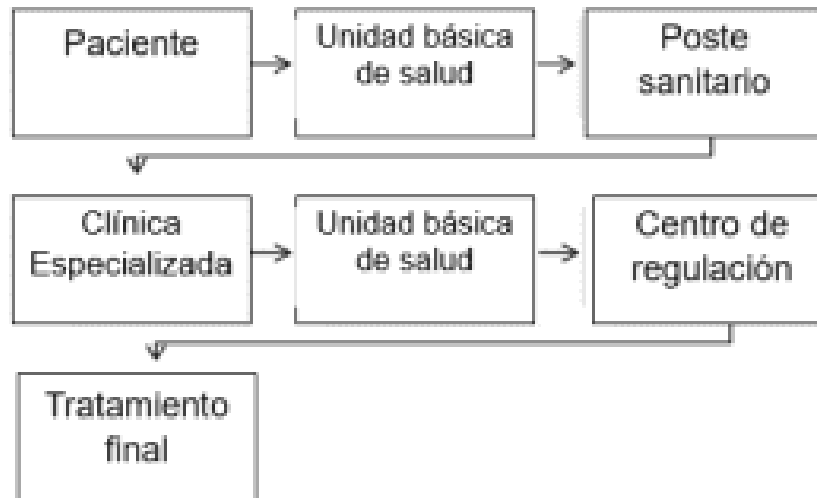 Paciente
Unidad básica
de salud
Poste
sanitario
Clínica
Especializada
Unidad básica
de salud
Centro de
regulación
Tratamiento
final